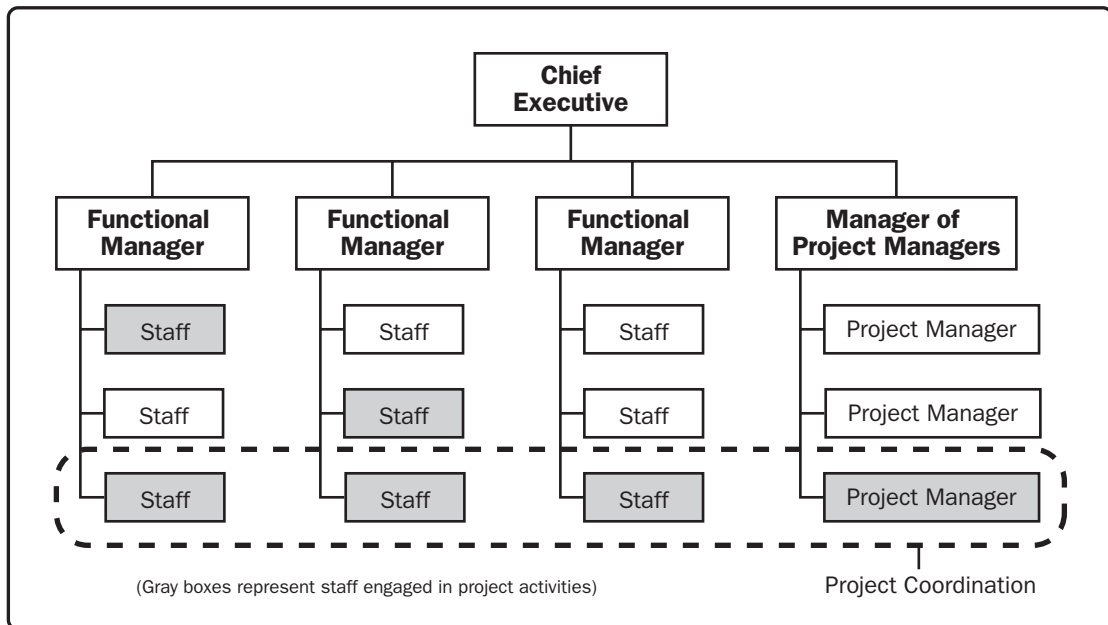 Chief
Executive
Functional
Manager
Functional
Manager
Functional
Manager
Manager of
Project Managers
Staff
Staff
Staff
Project Manager
Staff
Staff
Staff
Project Manager
Staff
Staff
Staff
Project Manager
(Gray boxes represent staff engaged in project activities)
Project Coordination